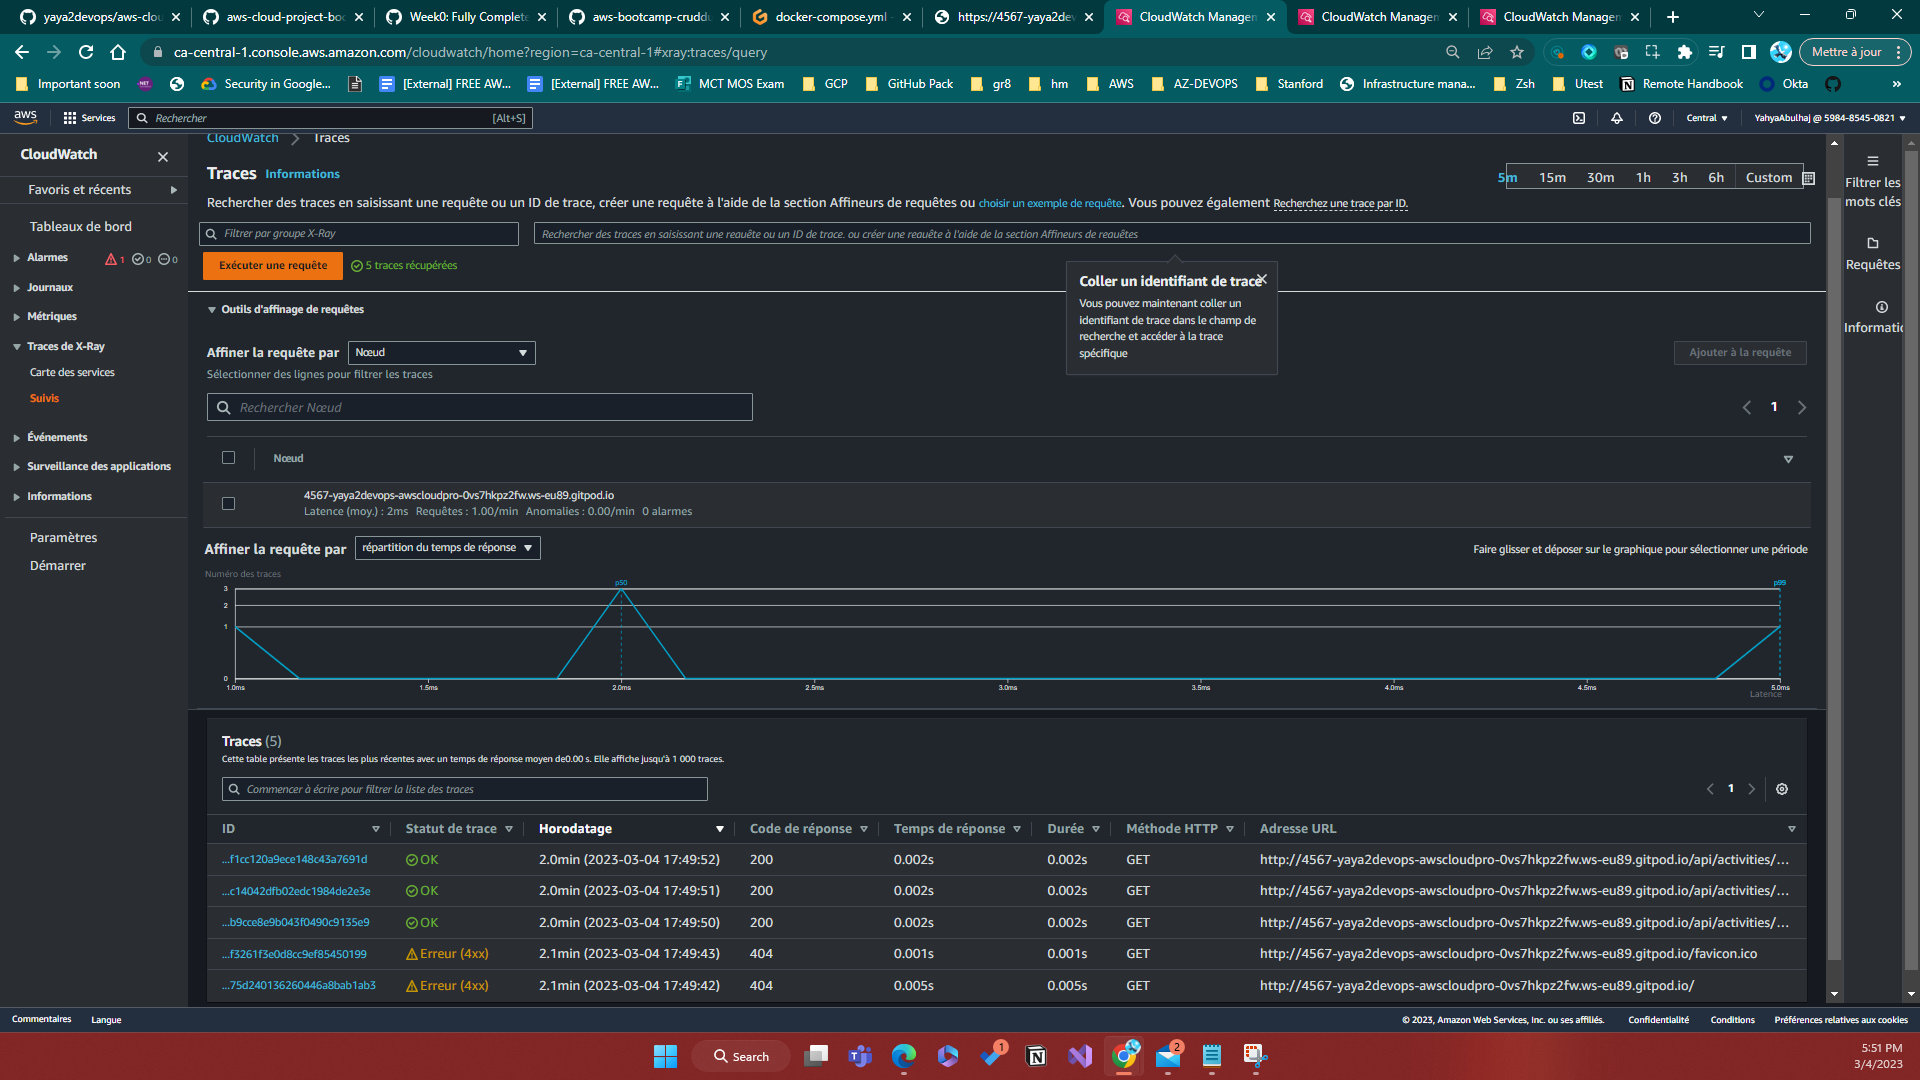 yaya2devops/aws-clou
aws-cloud-project-boo
Week0: Fully Complete
aws-bootcamp-cruddu
docker-compose.yml -
https://4567-yaya2dev
CloudWatch Managem
CloudWatch Managem
CloudWatch Managem
ca-central-1.console.aws.amazon.com/cloudwatch/home?region=ca-central-1#xray:traces/query
Mettre à jour
Important soon
.NET
Security in Google...
[External] FREE AW...
[External] FREE AW...
MCT MOS Exam
GCP
GitHub Pack
gr8
hm
AWS
AZ-DEVOPS
Stanford
Infrastructure mana...
Zsh
Utest
Remote Handbook
Okta
»
aws
Services
Rechercher
[Alt+S]
Central
YahyaAbulhaj @ 5984-8545-0821
CloudWatch
Favoris et récents
Tableaux de bord
Alarmes
1
0
0
Journaux
Métriques
Traces de X-Ray
Carte des services
Suivis
Événements
Surveillance des applications
Informations
Paramètres
Démarrer
CloudWatch
Traces
Traces Informations
5m 15m 30m 1h 3h 6h Custom
Rechercher des traces en saisissant une requête ou un ID de trace, créer une requête à l'aide de la section Affineurs de requêtes ou choisir un exemple de requête. Vous pouvez également Recherchez une trace par ID.
Filtrer par groupe X-Ray
Rechercher des traces en saisissant une requête ou un ID de trace, ou créer une requête à l'aide de la section Affineurs de requêtes
Exécuter une requête
5 traces récupérées
Coller un identifiant de trace
Vous pouvez maintenant coller un
identifiant de trace dans le champ de
recherche et accéder à la trace
spécifique
Outils d'affinage de requêtes
Affiner la requête par
Nœud
Ajouter à la requête
Sélectionner des lignes pour filtrer les traces
Rechercher Nœud
1
Nœud
4567-yaya2devops-awscloudpro-0vs7hkpz2fw.ws-eu89.gitpod.io
Latence (moy.) : 2ms Requêtes : 1.00/min Anomalies : 0.00/min 0 alarmes
Affiner la requête par
répartition du temps de réponse
Faire glisser et déposer sur le graphique pour sélectionner une période
Numéro des traces
p50
p99
3
2
1
0
1.0ms 1.5ms 2.0ms 2.5ms 3.0ms 3.5ms 4.0ms 4.5ms 5.0ms
Latence
Traces (5)
Cette table présente les traces les plus récentes avec un temps de réponse moyen de0.00 s. Elle affiche jusqu'à 1 000 traces.
Commencer à écrire pour filtrer la liste des traces
1
ID Statut de trace Horodatage Code de réponse Temps de réponse Durée Méthode HTTP Adresse URL
...f1cc120a9ece148c43a7691d OK 2.0min (2023-03-04 17:49:52) 200 0.002s 0.002s GET http://4567-yaya2devops-awscloudpro-0vs7hkpz2fw.ws-eu89.gitpod.io/api/activities/...
...c14042dfb02edc1984de2e3e OK 2.0min (2023-03-04 17:49:51) 200 0.002s 0.002s GET http://4567-yaya2devops-awscloudpro-0vs7hkpz2fw.ws-eu89.gitpod.io/api/activities/...
...b9cce8e9b043f0490c9135e9 OK 2.0min (2023-03-04 17:49:50) 200 0.002s 0.002s GET http://4567-yaya2devops-awscloudpro-0vs7hkpz2fw.ws-eu89.gitpod.io/api/activities/...
...f3261f3e0d8cc9ef85450199 Erreur (4xx) 2.1min (2023-03-04 17:49:43) 404 0.001s 0.001s GET http://4567-yaya2devops-awscloudpro-0vs7hkpz2fw.ws-eu89.gitpod.io/favicon.ico
...75d240136260446a8bab1ab3 Erreur (4xx) 2.1min (2023-03-04 17:49:42) 404 0.005s 0.005s GET http://4567-yaya2devops-awscloudpro-0vs7hkpz2fw.ws-eu89.gitpod.io/
Filtrer les
mots clés
Requêtes
Informatic
Commentaires
Langue
© 2023, Amazon Web Services, Inc. ou ses affiliés.
Confidentialité
Conditions
Préférences relatives aux cookies
Search
1
2
5:51 PM
3/4/2023